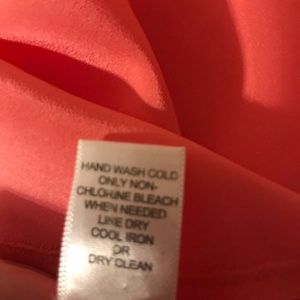 HAND WASH COLD
ONLY NON-
CHLORINE BLEACH
WHEN NEEDED
LINE DRY
COOL IRON
OR
DRY CLEAN